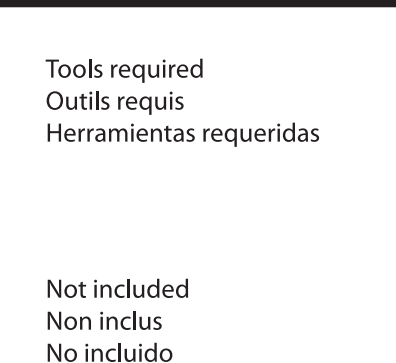 Tools required
Outils requis
Herramientas requeridas
Not included
Non inclus
No incluido